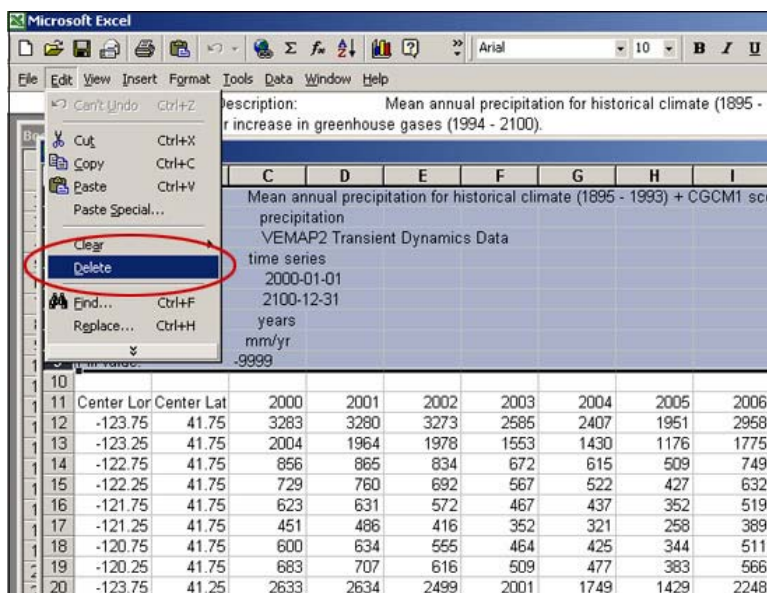 Microsoft Excel
Arial 10 B I U
File Edit View Insert Format Tools Data Window Help
Can't Undo Ctrl+Z
Description: Mean annual precipitation for historical climate (1895 -
r increase in greenhouse gases (1994 - 2100).
Cut Ctrl+X
Copy Ctrl+C
Paste Ctrl+V
Paste Special...
Clear
Delete
Find... Ctrl+F
Replace... Ctrl+H
C D E F G H I
Mean annual precipitation for historical climate (1895 - 1993) + CGCM1 sc
precipitation
VEMAP2 Transient Dynamics Data
time series
2000-01-01
2100-12-31
years
mm/yr
-9999
10
11 Center Lor Center Lat 2000 2001 2002 2003 2004 2005 2006
12 -123.75 41.75 3283 3280 3273 2585 2407 1951 2958
13 -123.25 41.75 2004 1964 1978 1553 1430 1176 1775
14 -122.75 41.75 856 865 834 672 615 509 749
15 -122.25 41.75 729 760 692 567 522 427 632
16 -121.75 41.75 623 631 572 467 437 352 519
17 -121.25 41.75 451 486 416 352 321 258 389
18 -120.75 41.75 600 634 555 464 425 344 511
19 -120.25 41.75 683 707 616 509 477 383 566
20 -123.75 41.25 2633 2634 2499 2001 1749 1429 2248